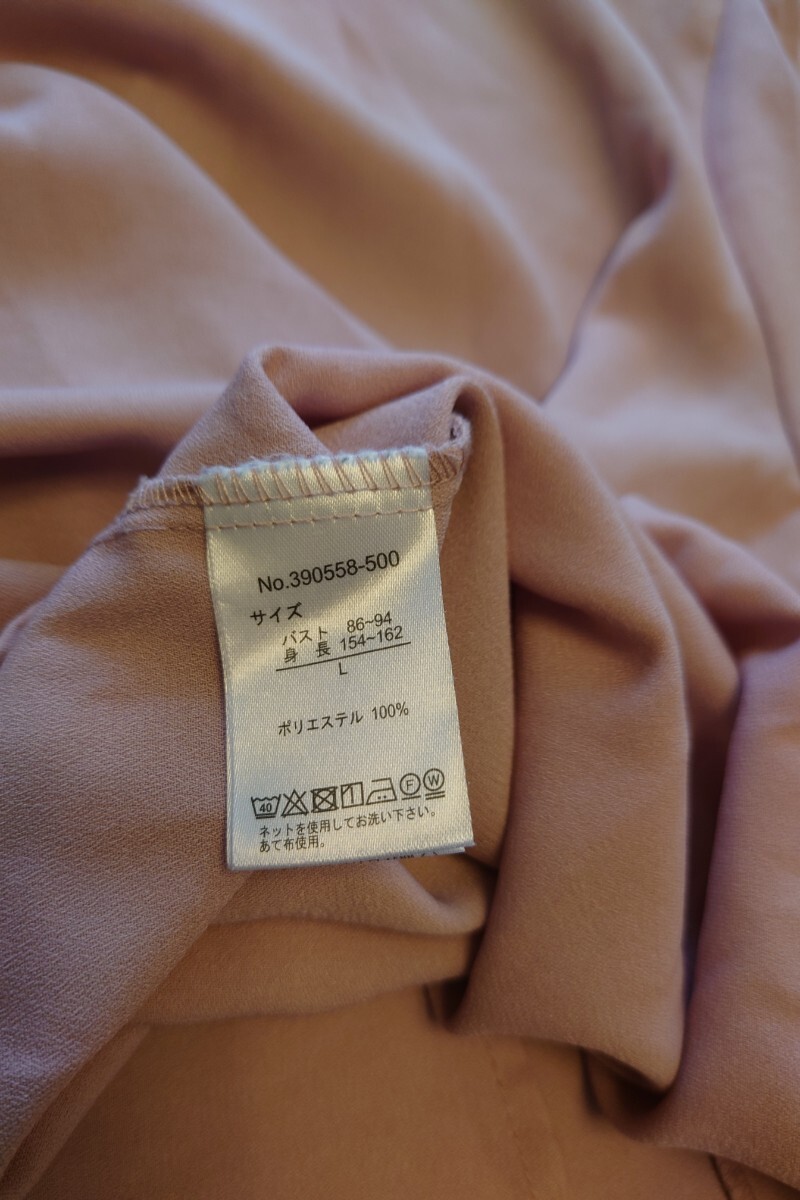 No.390558-500
サイズ
バスト 86~94
身 長 154~162
L
ポリエステル 100%
40 F W
ネットを使用してお洗い下さい。
あて布使用。